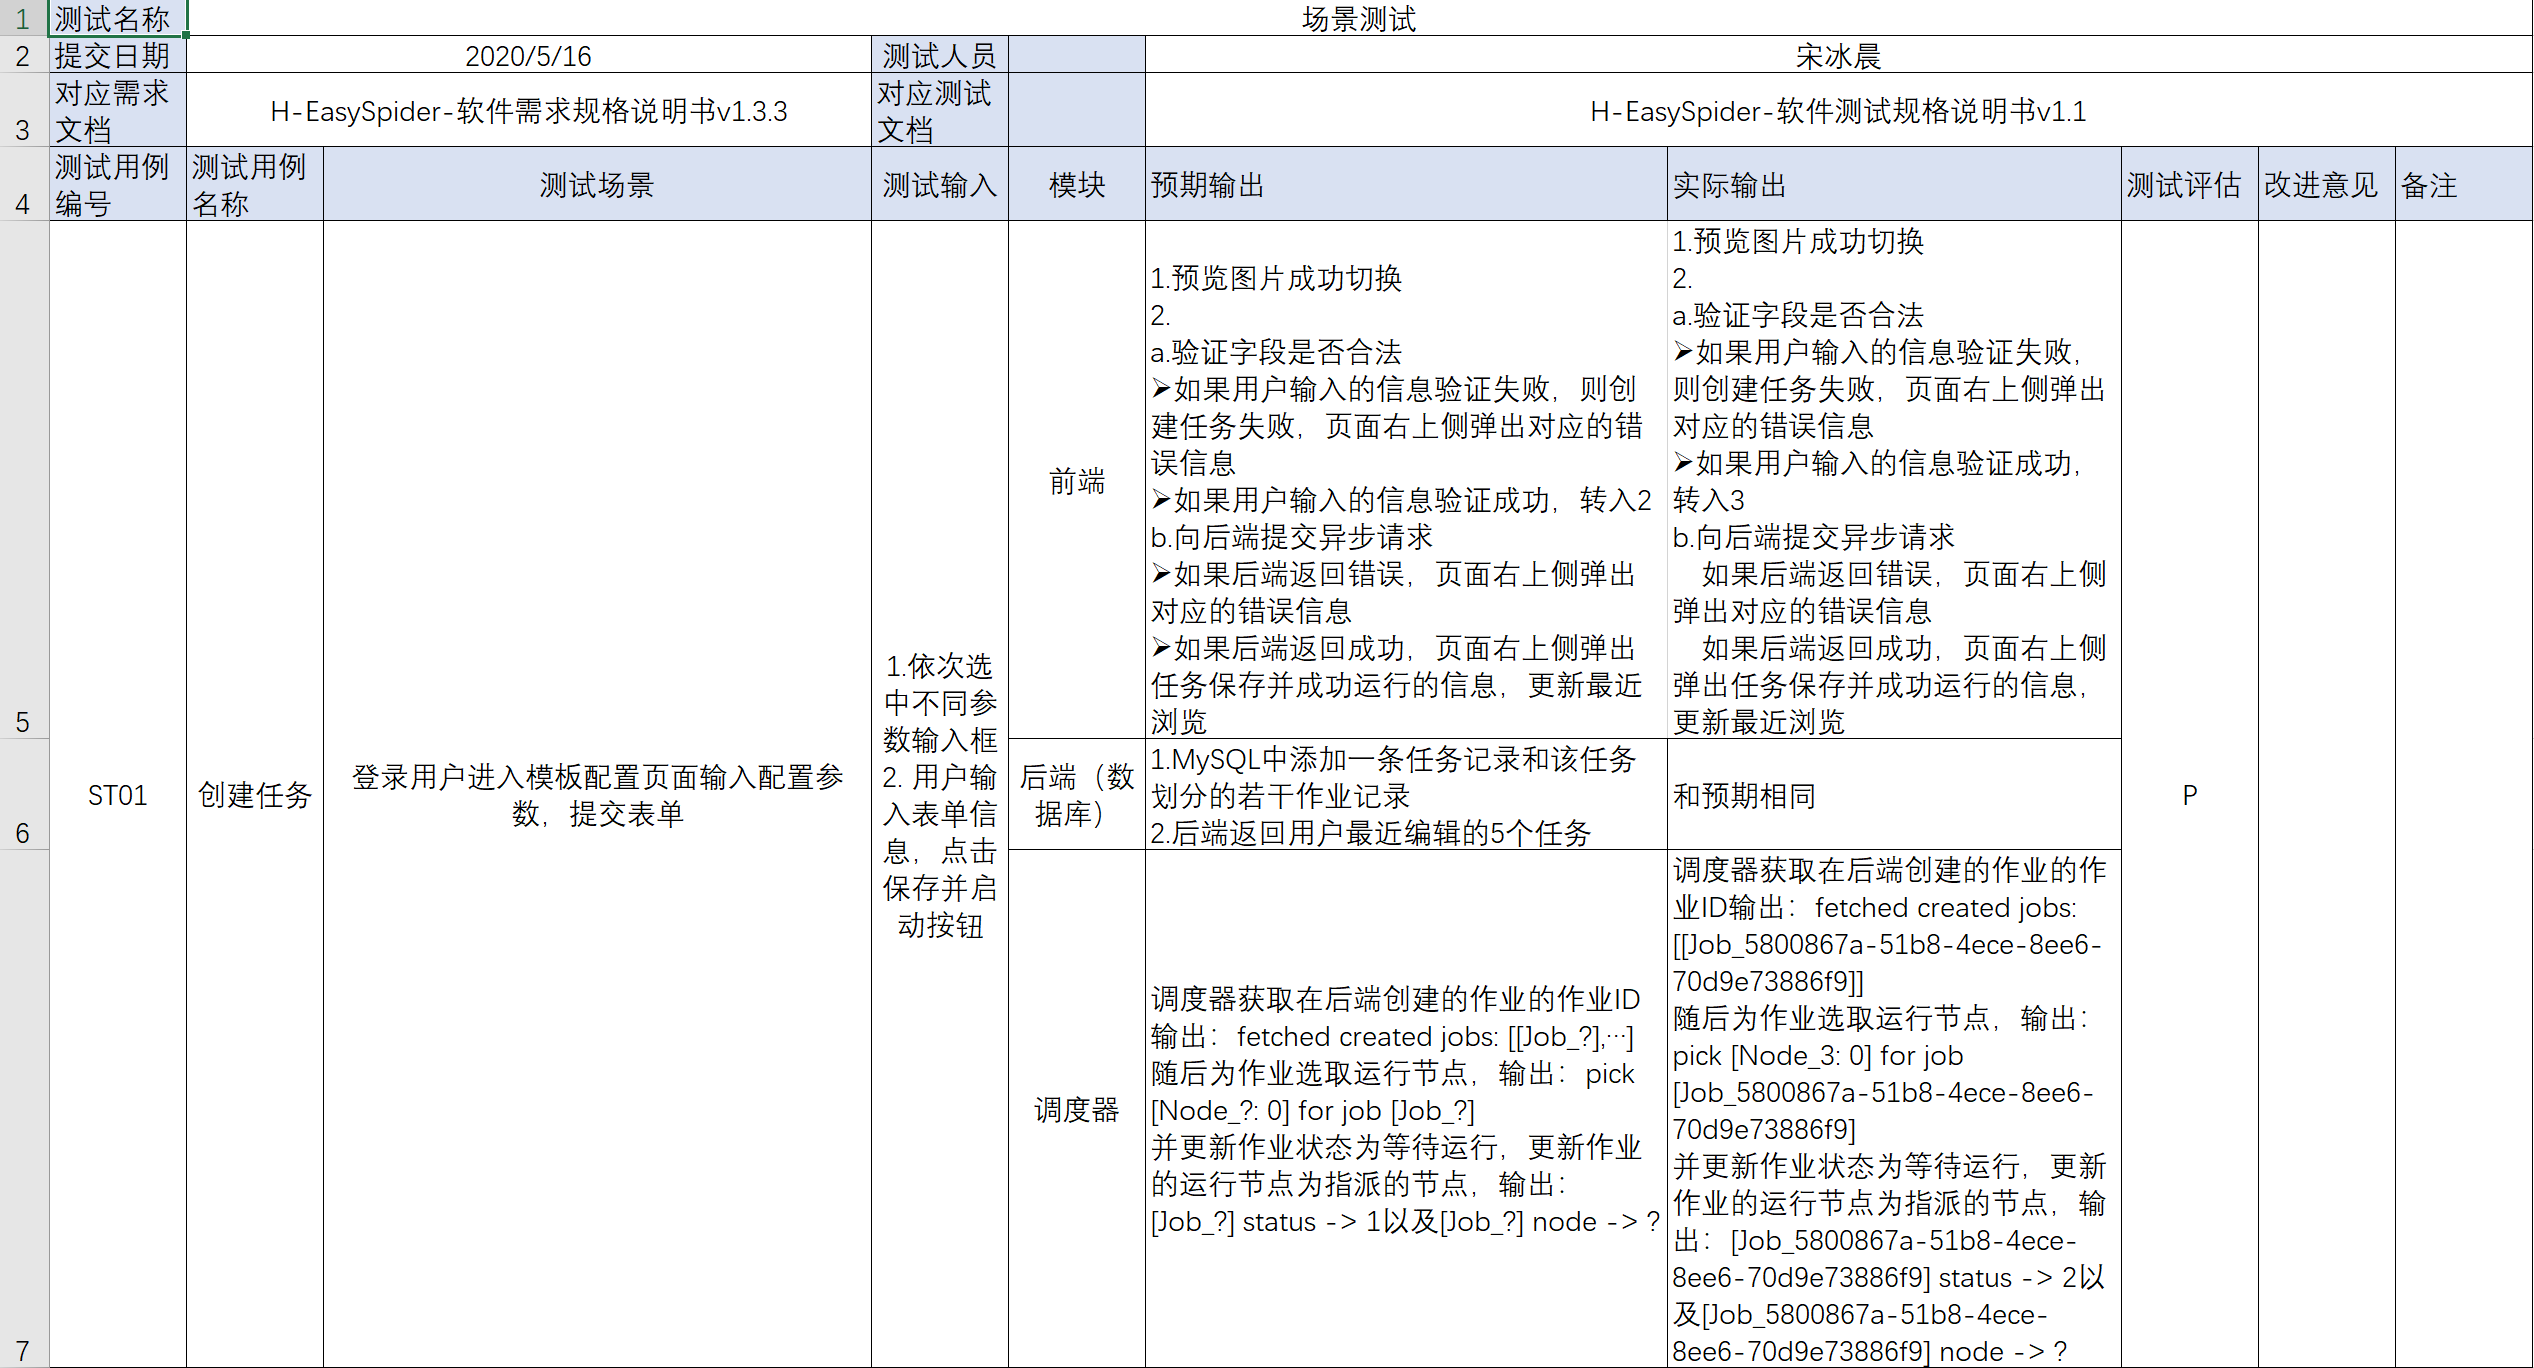 1
测试名称
场景测试
2
提交日期
2020/5/16
测试人员
宋冰晨
3
对应需求
文档
H-EasySpider-软件需求规格说明书v1.3.3
对应测试
文档
H-EasySpider-软件测试规格说明书v1.1
4
测试用例
编号
测试用例
名称
测试场景
测试输入
模块
预期输出
实际输出
测试评估
改进意见
备注
5
6
7
ST01
创建任务
登录用户进入模板配置页面输入配置参
数，提交表单
1.依次选
中不同参
数输入框
2. 用户输
入表单信
息，点击
保存并启
动按钮
前端
1.预览图片成功切换
2.
a.验证字段是否合法
➢如果用户输入的信息验证失败，则创
建任务失败，页面右上侧弹出对应的错
误信息
➢如果用户输入的信息验证成功，转入2
b.向后端提交异步请求
➢如果后端返回错误，页面右上侧弹出
对应的错误信息
➢如果后端返回成功，页面右上侧弹出
任务保存并成功运行的信息，更新最近
浏览
1.预览图片成功切换
2.
a.验证字段是否合法
➢如果用户输入的信息验证失败，
则创建任务失败，页面右上侧弹出
对应的错误信息
➢如果用户输入的信息验证成功，
转入3
b.向后端提交异步请求
如果后端返回错误，页面右上侧
弹出对应的错误信息
如果后端返回成功，页面右上侧
弹出任务保存并成功运行的信息，
更新最近浏览
后端（数
据库）
1.MySQL中添加一条任务记录和该任务
划分的若干作业记录
2.后端返回用户最近编辑的5个任务
和预期相同
P
调度器
调度器获取在后端创建的作业的作业ID
输出：fetched created jobs: [[Job_?],…]
随后为作业选取运行节点，输出：pick
[Node_?: 0] for job [Job_?]
并更新作业状态为等待运行，更新作业
的运行节点为指派的节点，输出：
[Job_?] status -> 1以及[Job_?] node -> ?
调度器获取在后端创建的作业的作
业ID输出：fetched created jobs:
[[Job_5800867a-51b8-4ece-8ee6-
70d9e73886f9]]
随后为作业选取运行节点，输出：
pick [Node_3: 0] for job
[Job_5800867a-51b8-4ece-8ee6-
70d9e73886f9]
并更新作业状态为等待运行，更新
作业的运行节点为指派的节点，输
出：[Job_5800867a-51b8-4ece-
8ee6-70d9e73886f9] status -> 2以
及[Job_5800867a-51b8-4ece-
8ee6-70d9e73886f9] node -> ?